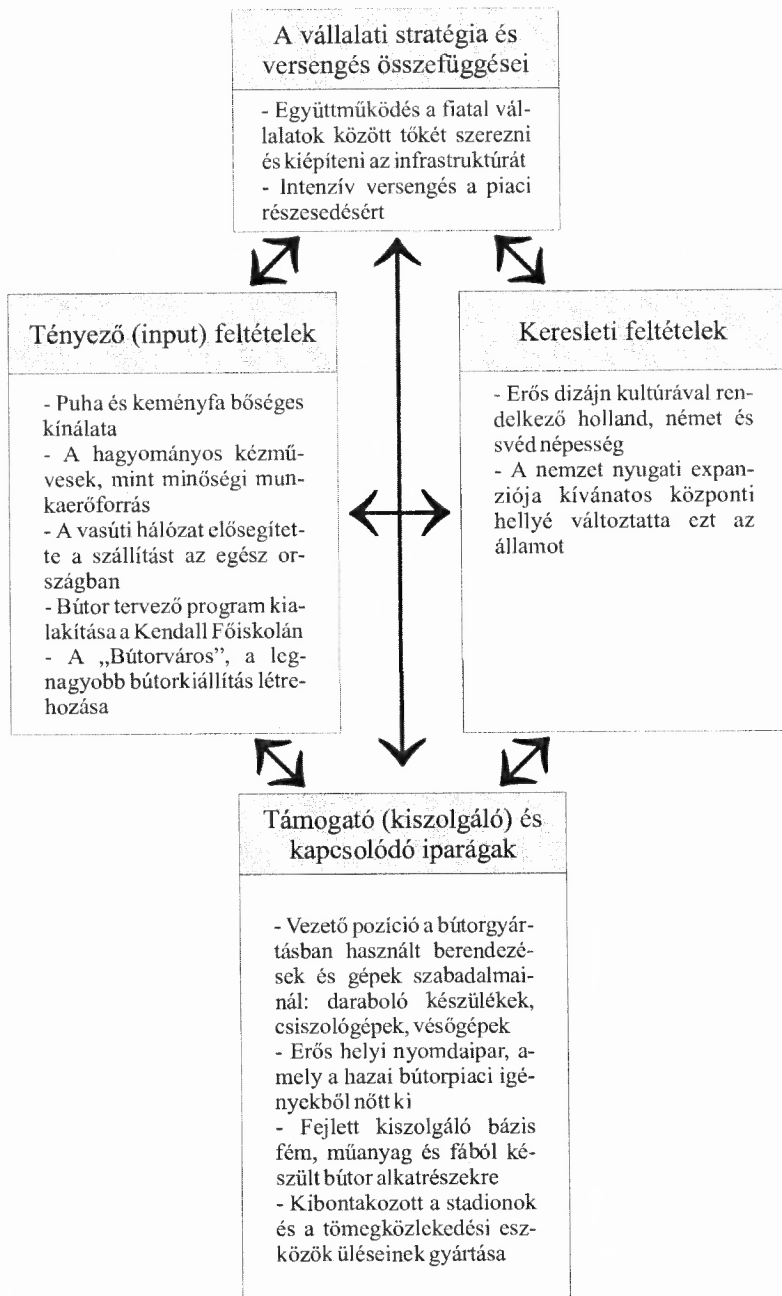 A vállalati stratégia és
versengés összefüggései
- Együttműködés a fiatal vál-
lalatok között tőkét szerezni
és kiépíteni az infrastruktúrát
- Intenzív versengés a piaci
részesedésért
Tényező (input) feltételek
- Puha és keményfa bőséges
kínálata
- A hagyományos kézmű-
vesek, mint minőségi mun-
kaerőforrás
- A vasúti hálózat elősegítet-
te a szállítást az egész or-
szágban
- Bútor tervező program kia-
lakítása a Kendall Főiskolán
- A „Bútorváros”, a leg-
nagyobb bútorkiállítás létre-
hozása
Keresleti feltételek
- Erős dizájn kultúrával ren-
delkező holland, német és
svéd népesség
- A nemzet nyugati expan-
ziója kívánatos központi
hellyé változtatta ezt az
államot
Támogató (kiszolgáló) és
kapcsolódó iparágak
- Vezető pozíció a bútorgyár-
tásban használt berendezé-
sek és gépek szabadalmai-
nál: daraboló készülékek,
csiszológépek, vésőgépek
- Erős helyi nyomdaipar, a-
mely a hazai bútorpiaci igé-
nyekből nőtt ki
- Fejlett kiszolgáló bázis
fém, műanyag és fából ké-
szült bútor alkatrészekre
- Kibontakozott a stadionok
és a tömegközlekedési esz-
közök üléseinek gyártása